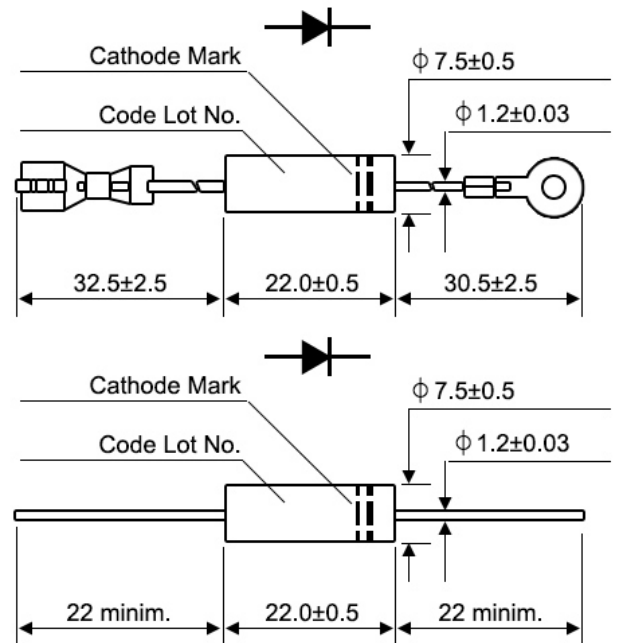 Cathode Mark
ϕ 7.5±0.5
Code Lot No.
ϕ 1.2±0.03
32.5±2.5
22.0±0.5
30.5±2.5
Cathode Mark
ϕ 7.5±0.5
Code Lot No.
ϕ 1.2±0.03
22 minim.
22.0±0.5
22 minim.